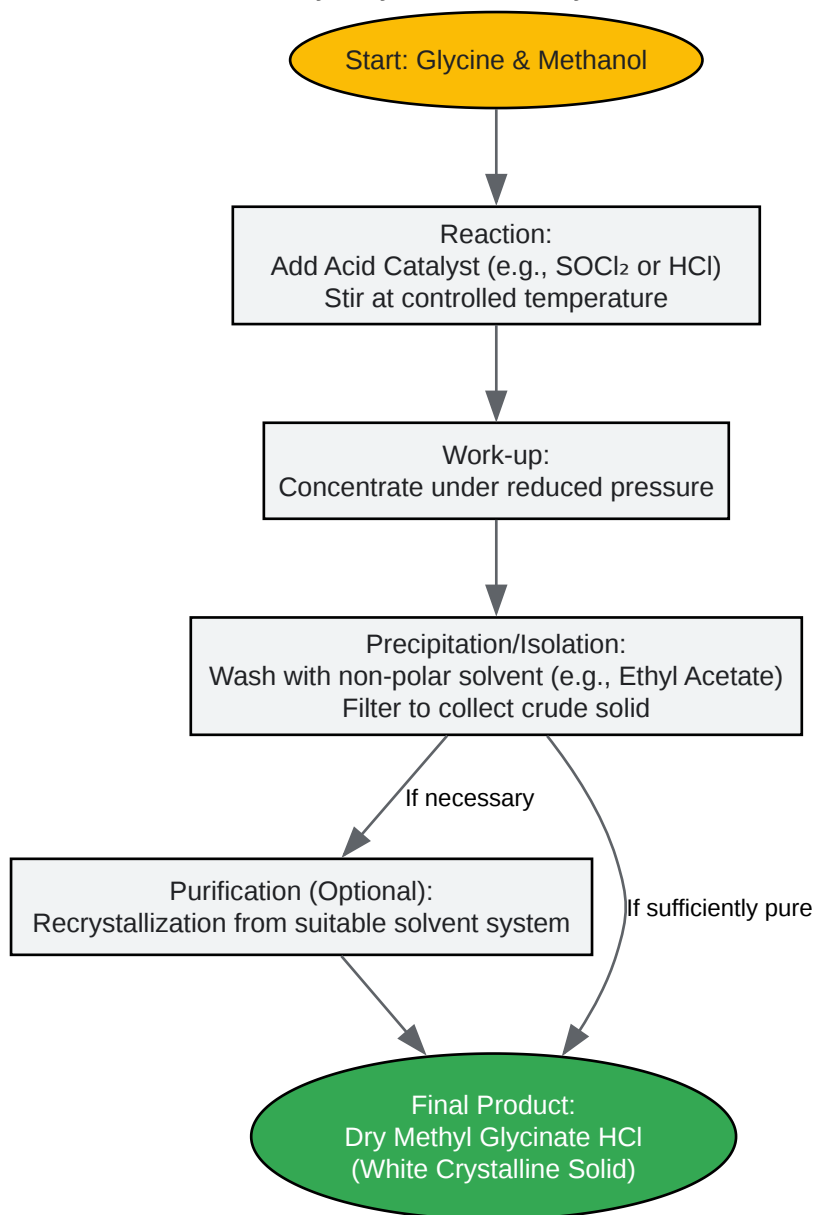 Start: Glycine & Methanol
Reaction:
Add Acid Catalyst (e.g., SOCl₂ or HCl)
Stir at controlled temperature
Work-up:
Concentrate under reduced pressure
Precipitation/Isolation:
Wash with non-polar solvent (e.g., Ethyl Acetate)
Filter to collect crude solid
If necessary
Purification (Optional):
Recrystallization from suitable solvent system
If sufficiently pure
Final Product:
Dry Methyl Glycinate HCl
(White Crystalline Solid)